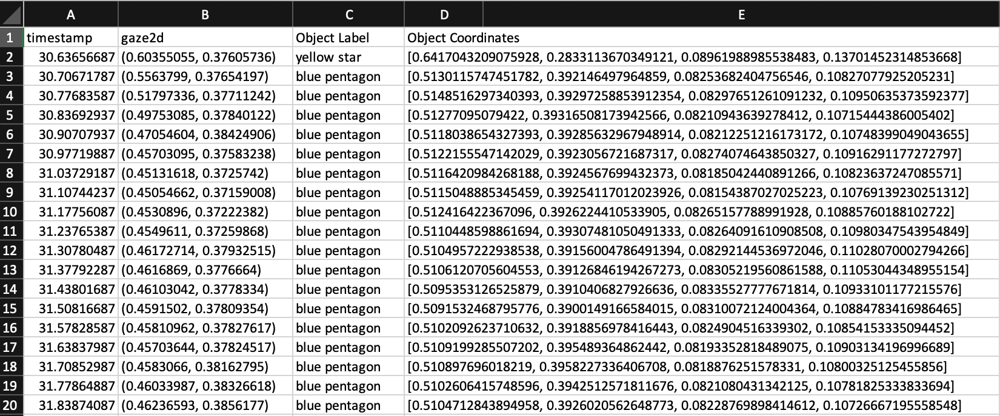 A B C D E
1 timestamp gaze2d Object Label Object Coordinates
2 30.63656687 (0.60355055, 0.37605736) yellow star [0.6417043209075928, 0.2833113670349121, 0.08961988985538483, 0.13701452314853668]
3 30.70671787 (0.5563799, 0.37654197) blue pentagon [0.5130115747451782, 0.392146497964859, 0.08253682404756546, 0.10827077925205231]
4 30.77683587 (0.51797336, 0.37711242) blue pentagon [0.5148516297340393, 0.39297258853912354, 0.08297651261091232, 0.10950635373592377]
5 30.83692937 (0.49753085, 0.37840122) blue pentagon [0.51277095079422, 0.39316508173942566, 0.08210943639278412, 0.10715444386005402]
6 30.90707937 (0.47054604, 0.38424906) blue pentagon [0.5118038654327393, 0.39285632967948914, 0.08212251216173172, 0.10748399049043655]
7 30.97719887 (0.45703095, 0.37583238) blue pentagon [0.5122155547142029, 0.3923056721687317, 0.08274074643850327, 0.10916291177272797]
8 31.03729187 (0.45131618, 0.3725742) blue pentagon [0.5116420984268188, 0.3924567699432373, 0.08185042440891266, 0.10823637247085571]
9 31.10744237 (0.45054662, 0.37159008) blue pentagon [0.5115048885345459, 0.39254117012023926, 0.08154387027025223, 0.10769139230251312]
10 31.17756087 (0.4530896, 0.37222382) blue pentagon [0.512416422367096, 0.3926224410533905, 0.08265157788991928, 0.10885760188102722]
11 31.23765387 (0.4549611, 0.37259868) blue pentagon [0.5110448598861694, 0.39307481050491333, 0.08264091610908508, 0.10980347543954849]
12 31.30780487 (0.46172714, 0.37932515) blue pentagon [0.5104957222938538, 0.39156004786491394, 0.08292144536972046, 0.11028070002794266]
13 31.37792287 (0.4616869, 0.3776664) blue pentagon [0.5106120705604553, 0.39126846194267273, 0.08305219560861588, 0.11053044348955154]
14 31.43801687 (0.46103042, 0.3778334) blue pentagon [0.5095353126525879, 0.3910406827926636, 0.08335527777671814, 0.10933101177215576]
15 31.50816687 (0.4591502, 0.37809354) blue pentagon [0.5091532468795776, 0.3900149166584015, 0.08310072124004364, 0.10884783416986465]
16 31.57828587 (0.45810962, 0.37827617) blue pentagon [0.5102092623710632, 0.3918856978416443, 0.0824904516339302, 0.10854153335094452]
17 31.63837987 (0.45703644, 0.37824517) blue pentagon [0.5109199285507202, 0.395489364862442, 0.08193352818489075, 0.10903134196996689]
18 31.70852987 (0.4583066, 0.38162795) blue pentagon [0.510897696018219, 0.3958227336406708, 0.0818876251578331, 0.10800325125455856]
19 31.77864887 (0.46033987, 0.38326618) blue pentagon [0.5102606415748596, 0.3942512571811676, 0.0821080431342125, 0.10781825333833694]
20 31.83874087 (0.46236593, 0.3856177) blue pentagon [0.5104712843894958, 0.3926020562648773, 0.08228769898414612, 0.10726667195558548]